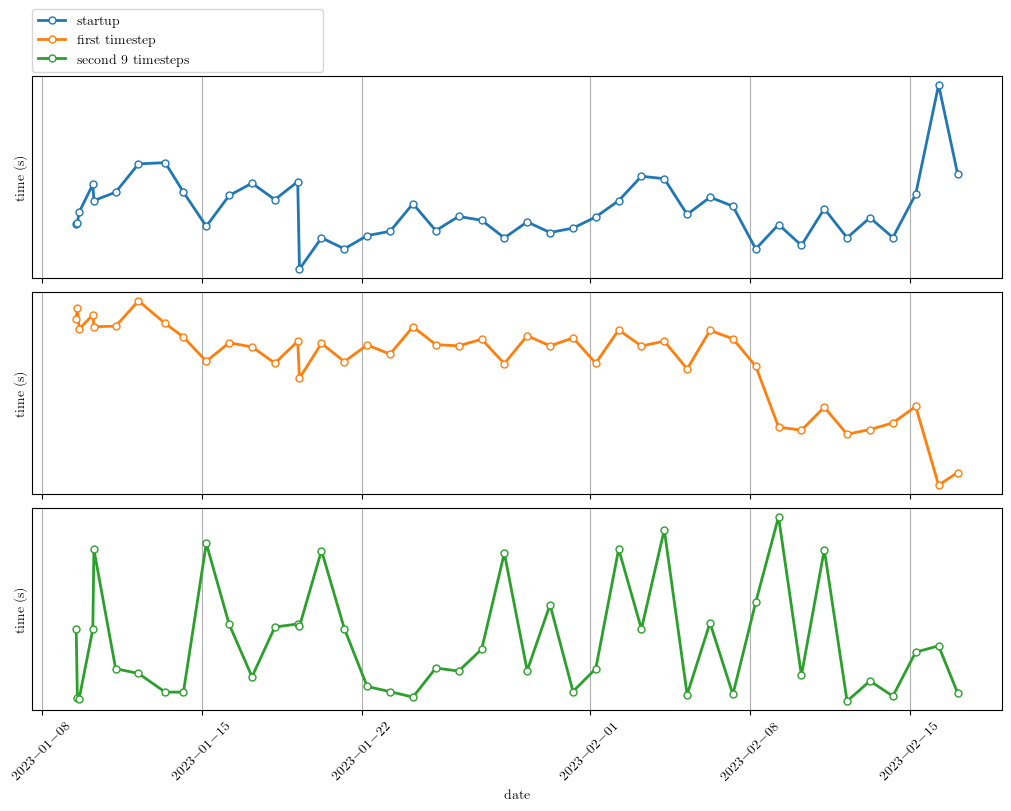 startup
first timestep
second 9 timesteps
time (s)
time (s)
time (s)
2023−01−08
2023−01−15
2023−01−22
2023−02−01
2023−02−08
2023−02−15
date